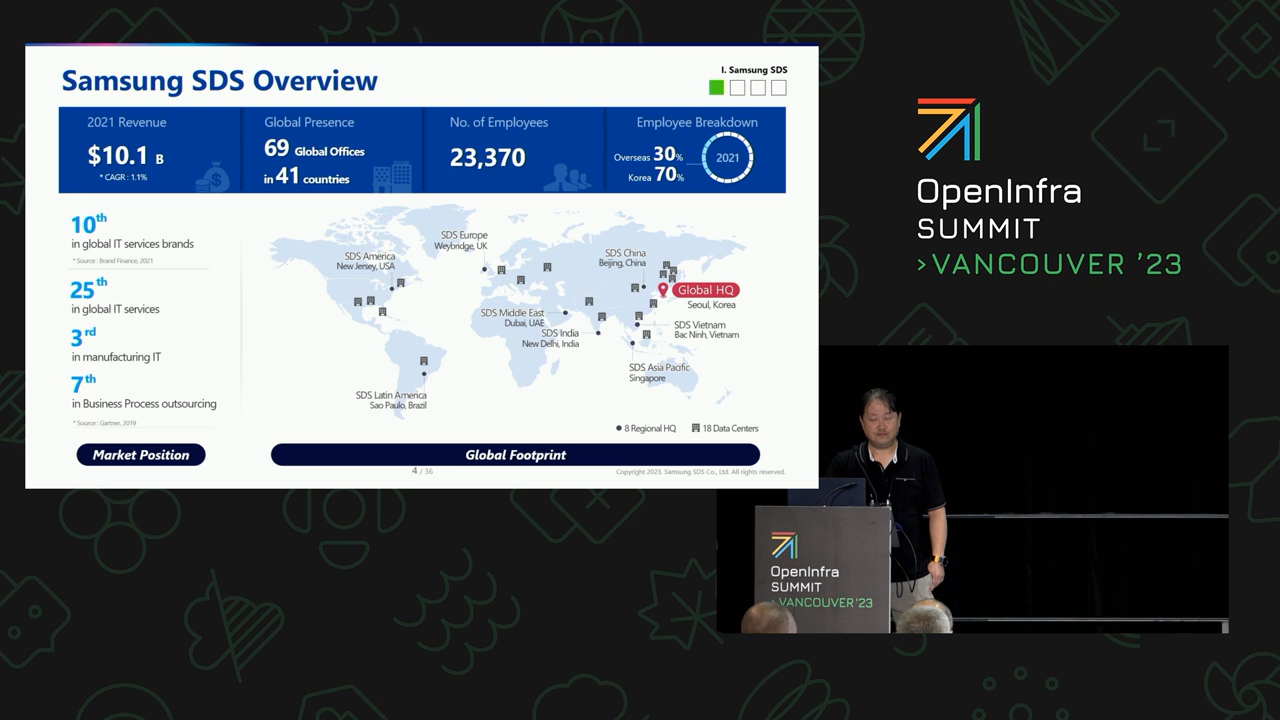 Samsung SDS Overview
I. Samsung SDS
2021 Revenue
$10.1 B
* CAGR : 1.1%
Global Presence
69 Global Offices
in 41 countries
No. of Employees
23,370
Employee Breakdown
Overseas 30%
Korea 70%
2021
10th
in global IT services brands
* Source : Brand Finance, 2021
25th
in global IT services
3rd
in manufacturing IT
7th
in Business Process outsourcing
* Source : Gartner, 2019
Market Position
SDS America
New Jersey, USA
SDS Europe
Weybridge, UK
SDS China
Beijing, China
Global HQ
Seoul, Korea
SDS Middle East
Dubai, UAE
SDS India
New Delhi, India
SDS Vietnam
Bac Ninh, Vietnam
SDS Asia Pacific
Singapore
SDS Latin America
Sao Paulo, Brazil
8 Regional HQ
18 Data Centers
Global Footprint
4 / 36
Copyright 2023. Samsung SDS Co., Ltd. All rights reserved.
OpenInfra
SUMMIT
>VANCOUVER '23
OpenInfra
SUMMIT
>VANCOUVER '23